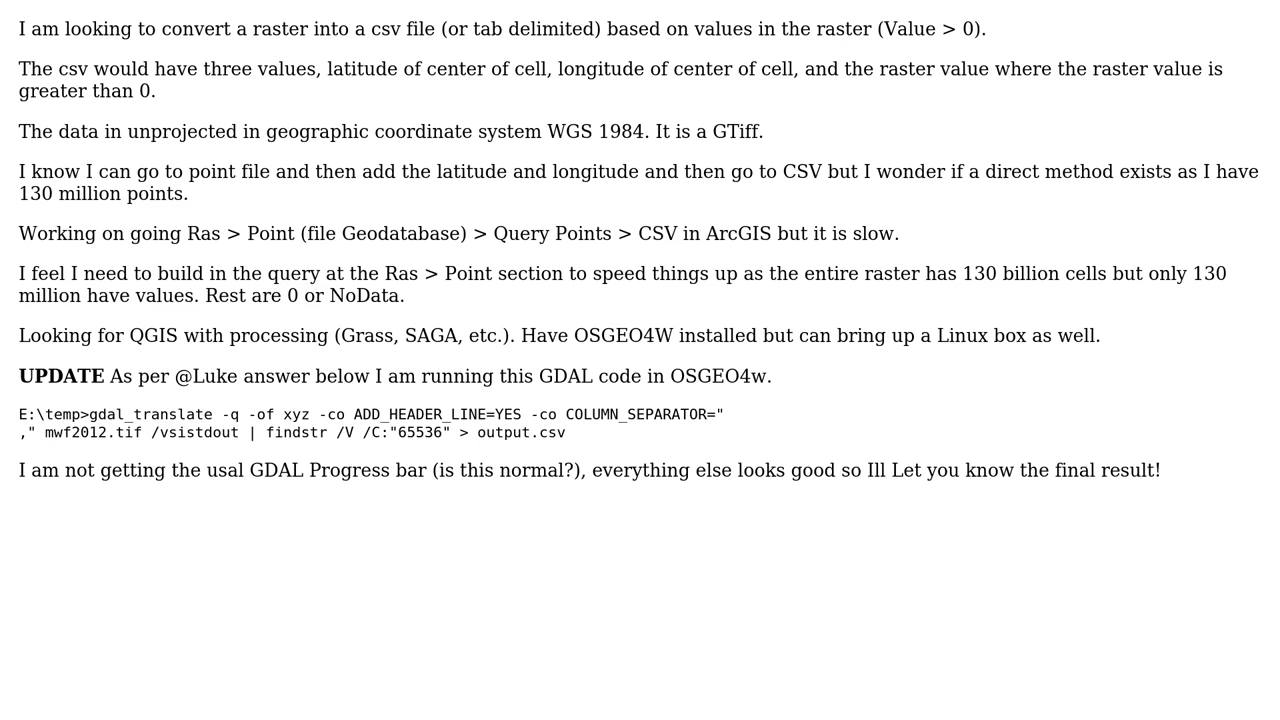 I am looking to convert a raster into a csv file (or tab delimited) based on values in the raster (Value > 0).
The csv would have three values, latitude of center of cell, longitude of center of cell, and the raster value where the raster value is
greater than 0.
The data in unprojected in geographic coordinate system WGS 1984. It is a GTiff.
I know I can go to point file and then add the latitude and longitude and then go to CSV but I wonder if a direct method exists as I have
130 million points.
Working on going Ras > Point (file Geodatabase) > Query Points > CSV in ArcGIS but it is slow.
I feel I need to build in the query at the Ras > Point section to speed things up as the entire raster has 130 billion cells but only 130
million have values. Rest are 0 or NoData.
Looking for QGIS with processing (Grass, SAGA, etc.). Have OSGEO4W installed but can bring up a Linux box as well.
UPDATE As per @Luke answer below I am running this GDAL code in OSGEO4w.
E:\temp>gdal_translate -q -of xyz -co ADD_HEADER_LINE=YES -co COLUMN_SEPARATOR="
," mwf2012.tif /vsistdout | findstr /V /C:"65536" > output.csv
I am not getting the usal GDAL Progress bar (is this normal?), everything else looks good so Ill Let you know the final result!